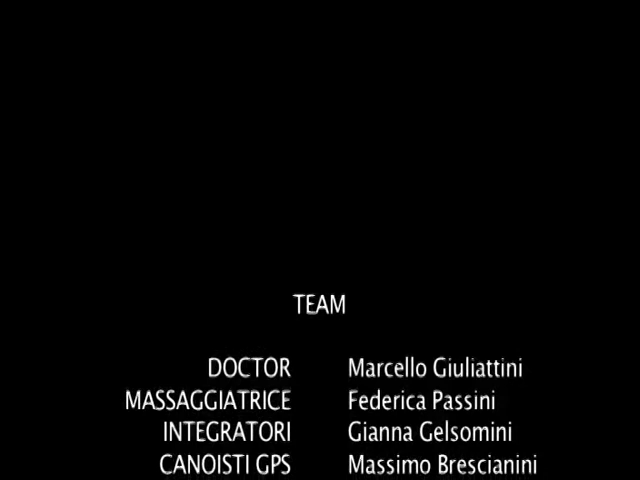 TEAM
DOCTOR Marcello Giuliattini
MASSAGGIATRICE Federica Passini
INTEGRATORI Gianna Gelsomini
CANOISTI GPS Massimo Brescianini